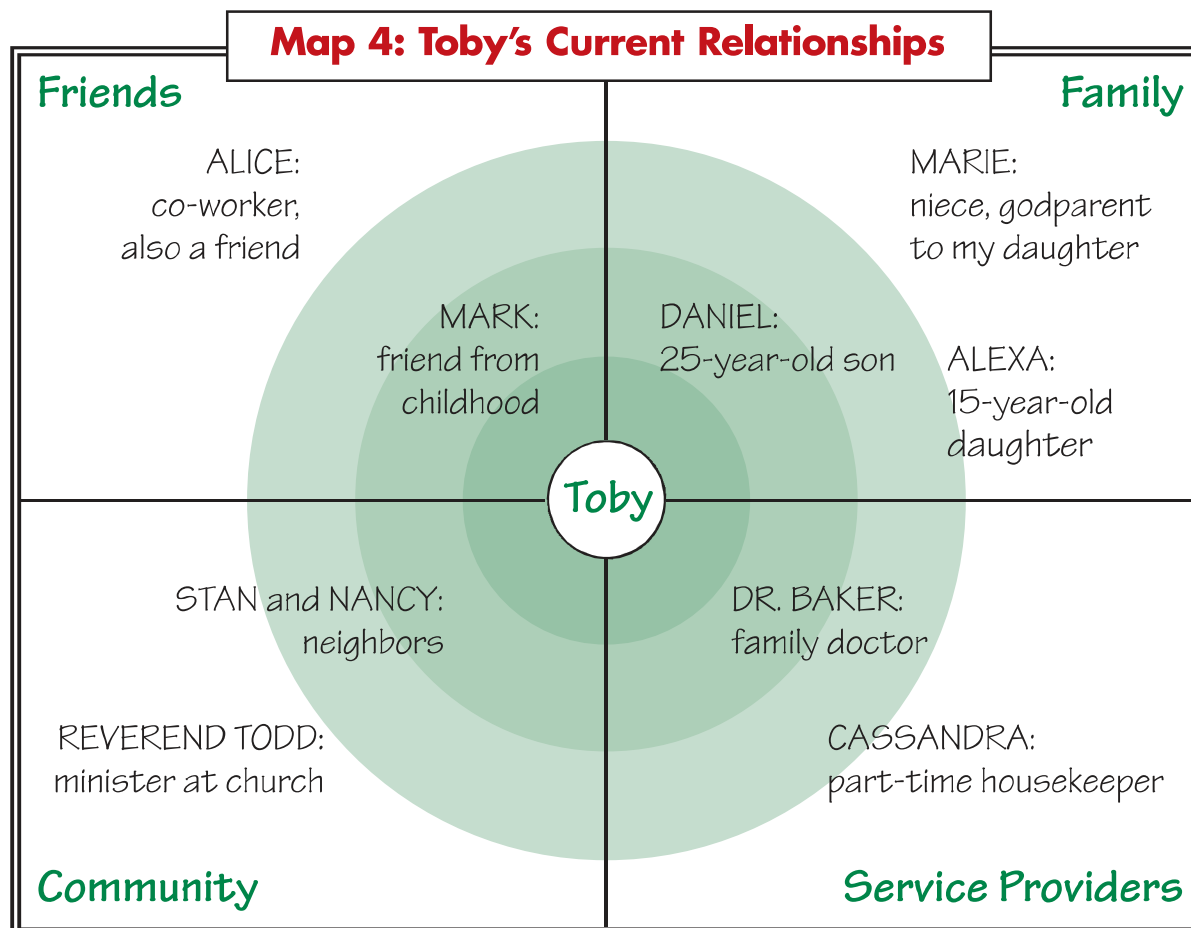 Map 4: Toby's Current Relationships
Friends
Family
ALICE:
co-worker,
also a friend
MARIE:
niece, godparent
to my daughter
MARK:
friend from
childhood
DANIEL:
25-year-old son
ALEXA:
15-year-old
daughter
Toby
STAN and NANCY:
neighbors
DR. BAKER:
family doctor
REVEREND TODD:
minister at church
CASSANDRA:
part-time housekeeper
Community
Service Providers